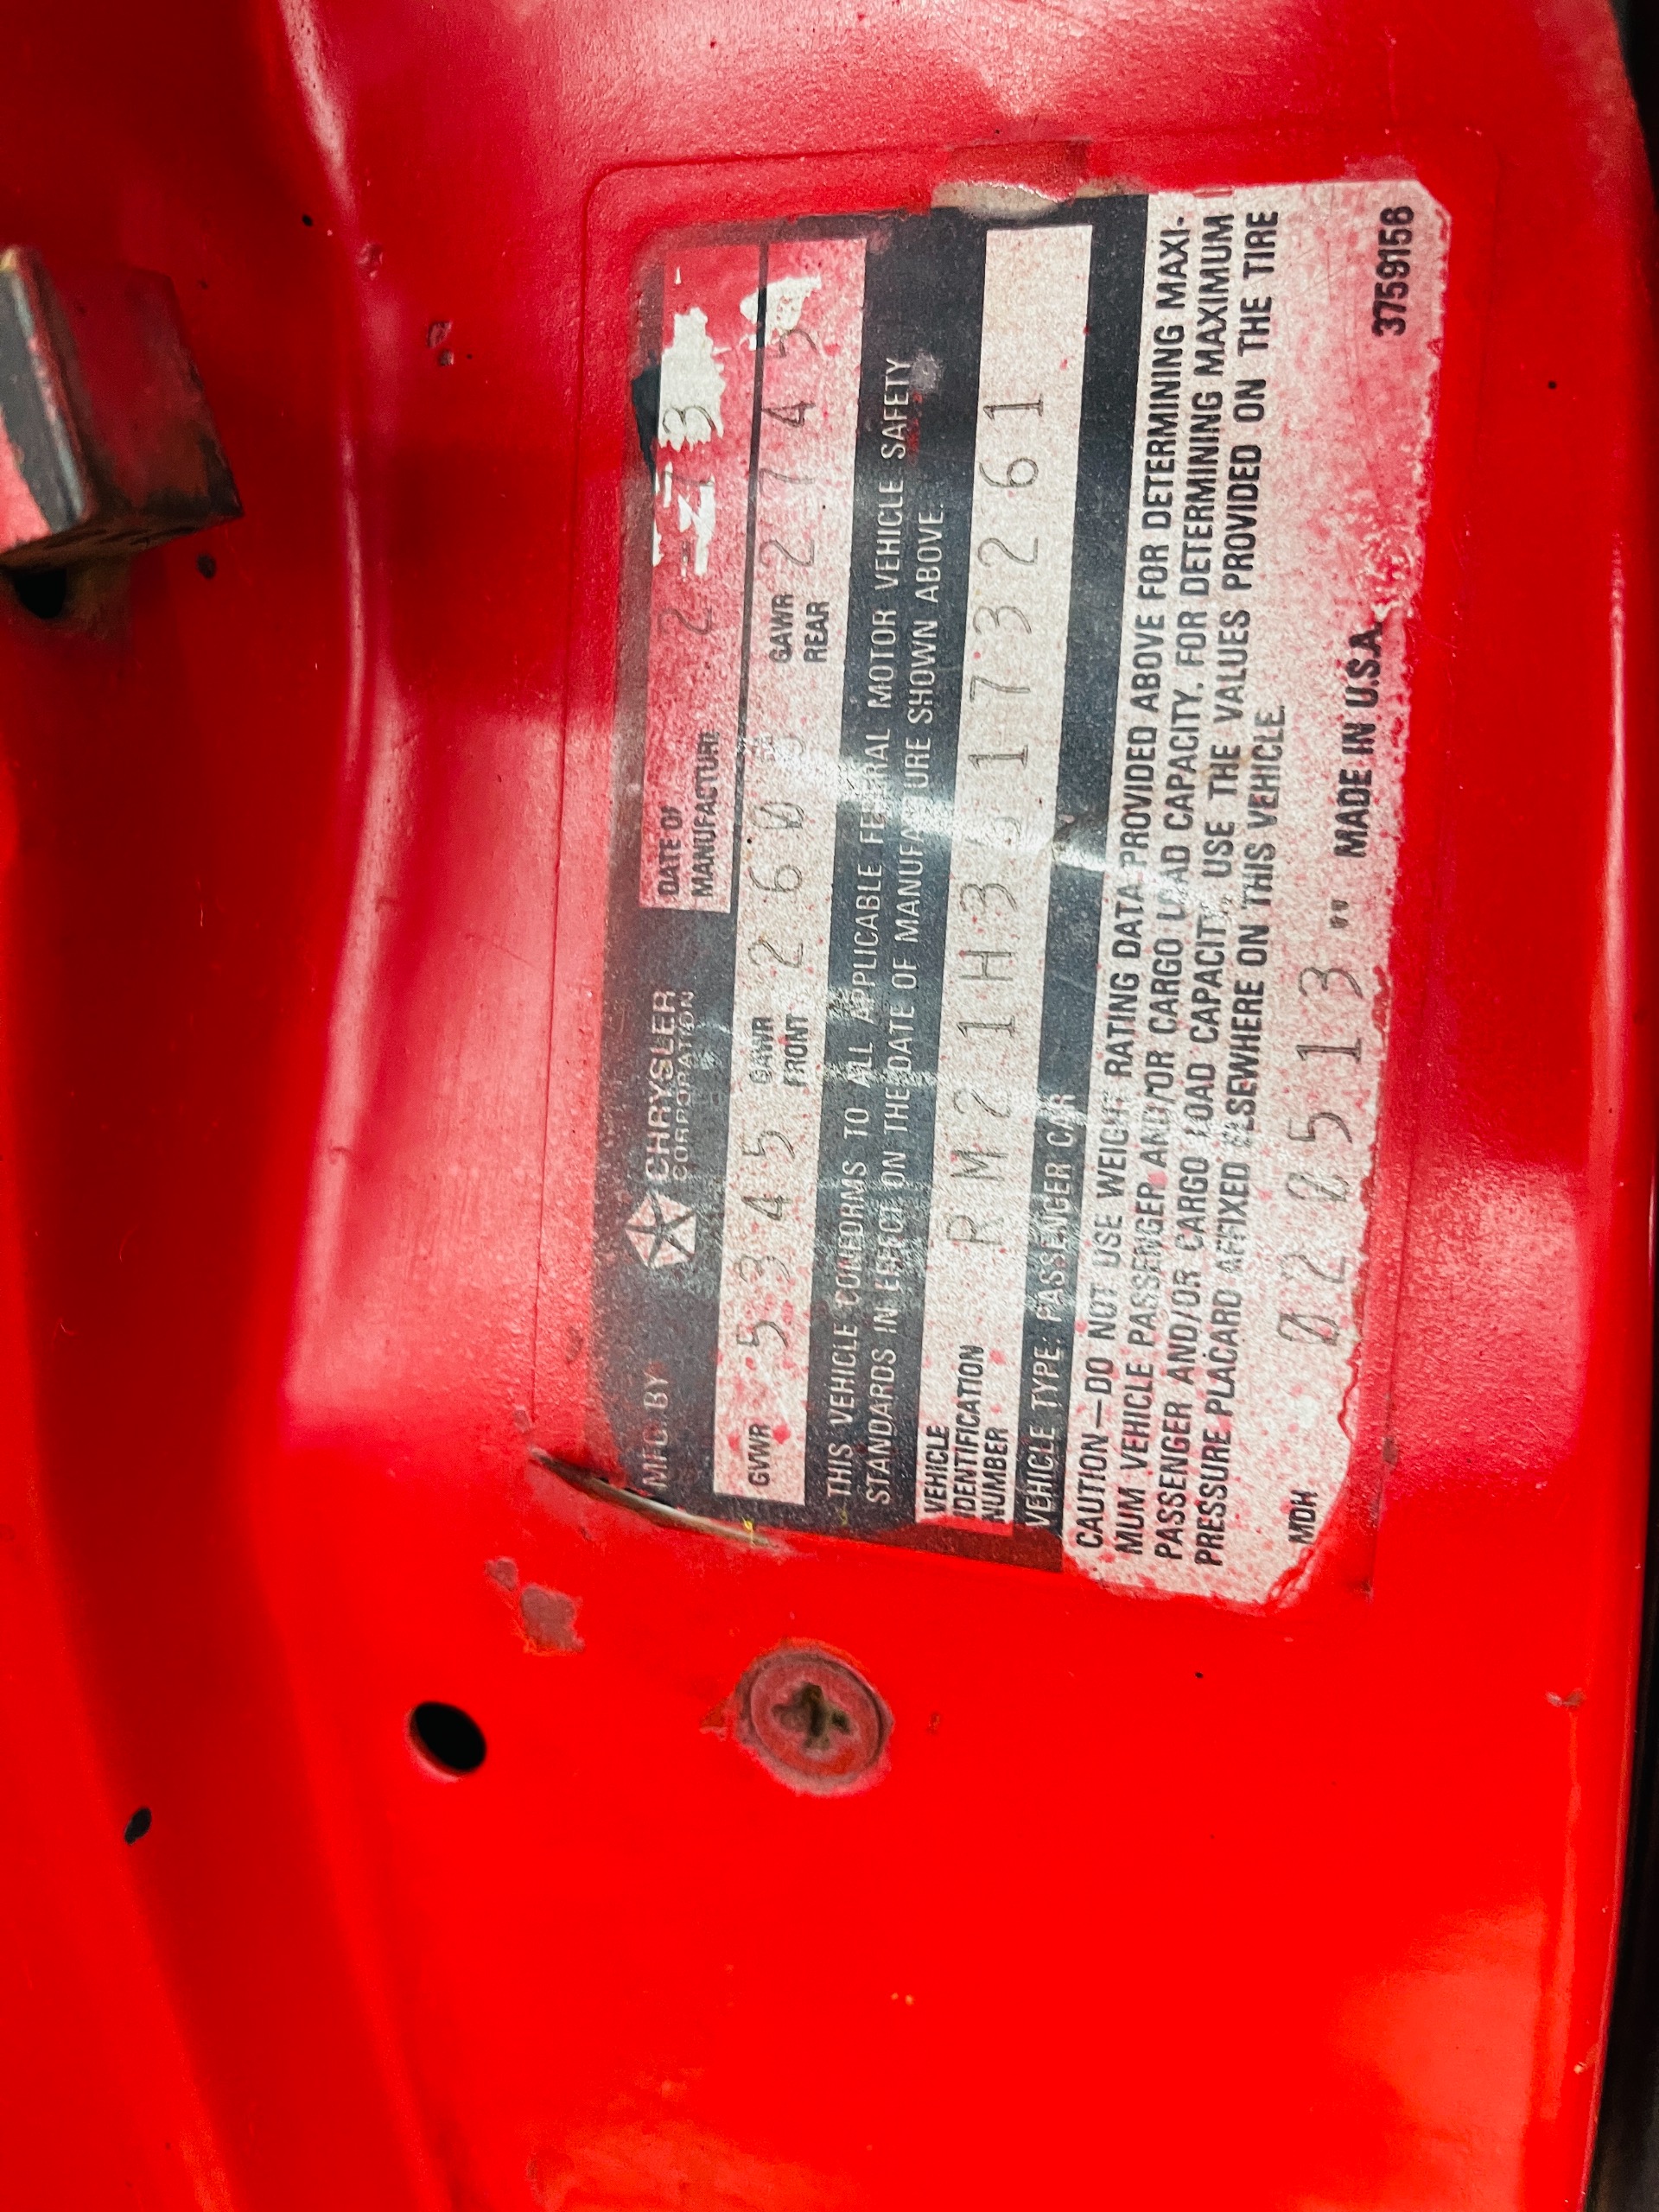 MFG. BY CHRYSLER CORPORATION
DATE OF MANUFACTURE 2
GVWR 5345 GAWR FRONT 2600 GAWR REAR 2745
THIS VEHICLE CONFORMS TO ALL APPLICABLE FEDERAL MOTOR VEHICLE SAFETY
STANDARDS IN EFFECT ON THE DATE OF MANUFACTURE SHOWN ABOVE.
VEHICLE IDENTIFICATION NUMBER RM21H3G173261
VEHICLE TYPE: PASSENGER CAR
CAUTION—DO NOT USE WEIGHT RATING DATA PROVIDED ABOVE FOR DETERMINING MAXI-
MUM VEHICLE PASSENGER AND/OR CARGO LOAD CAPACITY. FOR DETERMINING MAXIMUM
PASSENGER AND/OR CARGO LOAD CAPACITY, USE THE VALUES PROVIDED ON THE TIRE
PRESSURE PLACARD AFFIXED ELSEWHERE ON THIS VEHICLE.
MDH 022513 " MADE IN U.S.A. 3759156